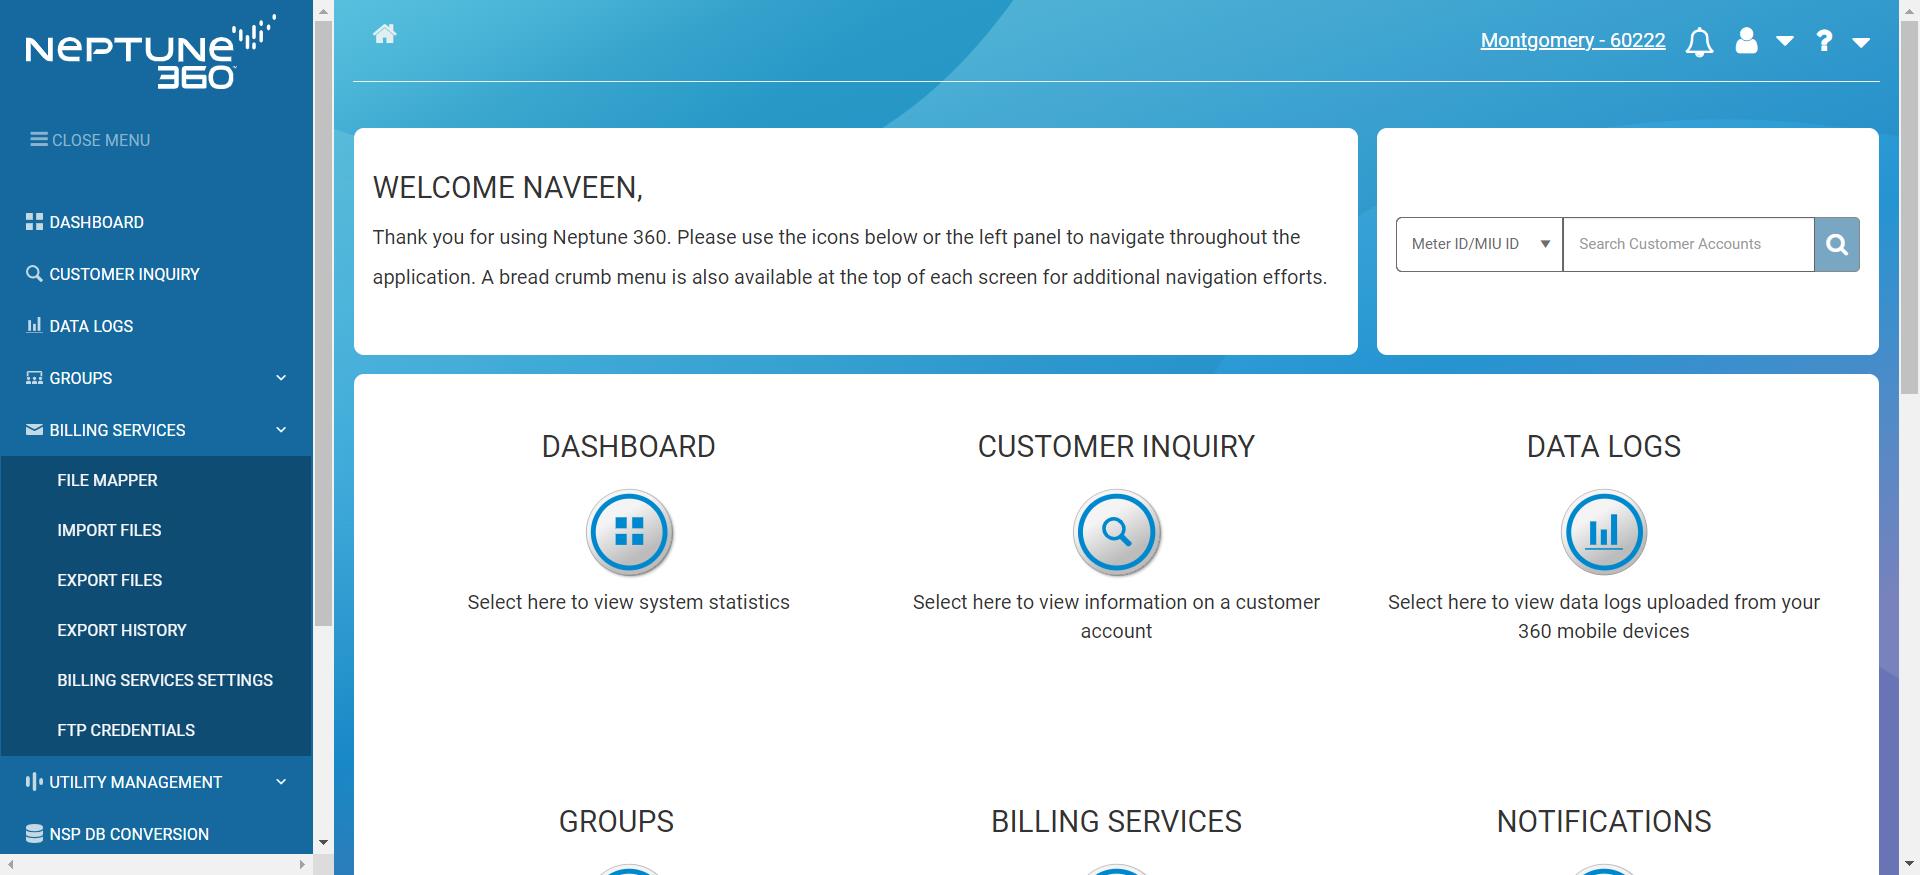 NEPTUNE
360
CLOSE MENU
DASHBOARD
CUSTOMER INQUIRY
DATA LOGS
GROUPS
BILLING SERVICES
FILE MAPPER
IMPORT FILES
EXPORT FILES
EXPORT HISTORY
BILLING SERVICES SETTINGS
FTP CREDENTIALS
UTILITY MANAGEMENT
NSP DB CONVERSION
Montgomery - 60222
?
WELCOME NAVEEN,
Thank you for using Neptune 360. Please use the icons below or the left panel to navigate throughout the
application. A bread crumb menu is also available at the top of each screen for additional navigation efforts.
Meter ID/MIU ID
Search Customer Accounts
DASHBOARD
Select here to view system statistics
CUSTOMER INQUIRY
Select here to view information on a customer
account
DATA LOGS
Select here to view data logs uploaded from your
360 mobile devices
GROUPS
BILLING SERVICES
NOTIFICATIONS